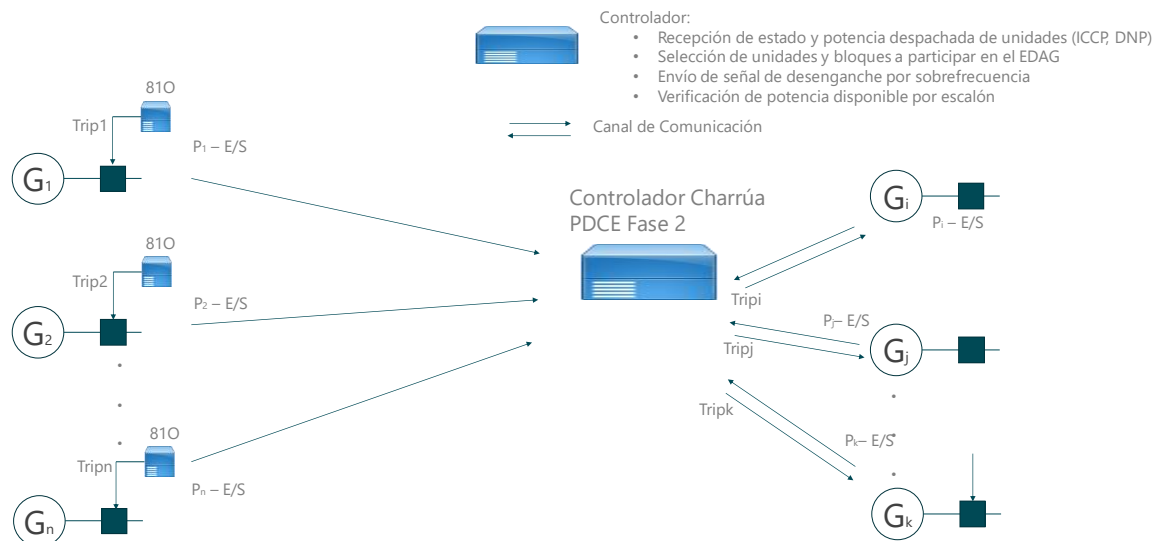 Controlador:
• Recepción de estado y potencia despachada de unidades (ICCP, DNP)
• Selección de unidades y bloques a participar en el EDAG
• Envío de señal de desenganche por sobrefrecuencia
• Verificación de potencia disponible por escalón
Canal de Comunicación
81O
Trip1
P₁ – E/S
G₁
81O
Trip2
P₂ – E/S
G₂
81O
Tripn
Pₙ – E/S
Gₙ
Controlador Charrúa
PDCE Fase 2
Gᵢ
Pᵢ – E/S
Tripi
Pⱼ– E/S
Tripj
Gⱼ
Tripk
Pₖ– E/S
Gₖ